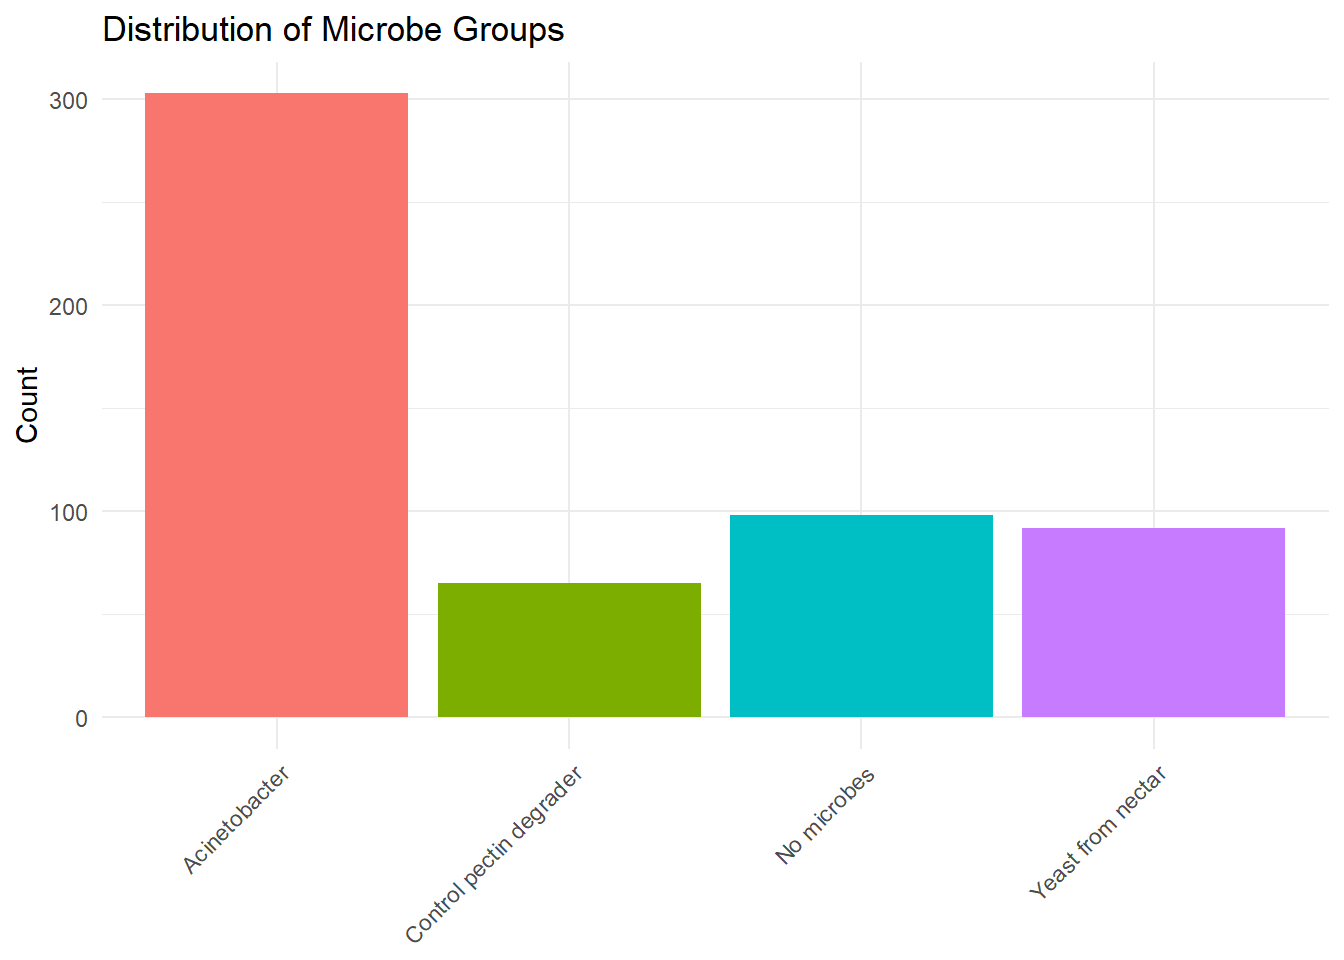 Distribution of Microbe Groups
300
200
100
0
Count
Acinetobacter
Control pectin degrader
No microbes
Yeast from nectar